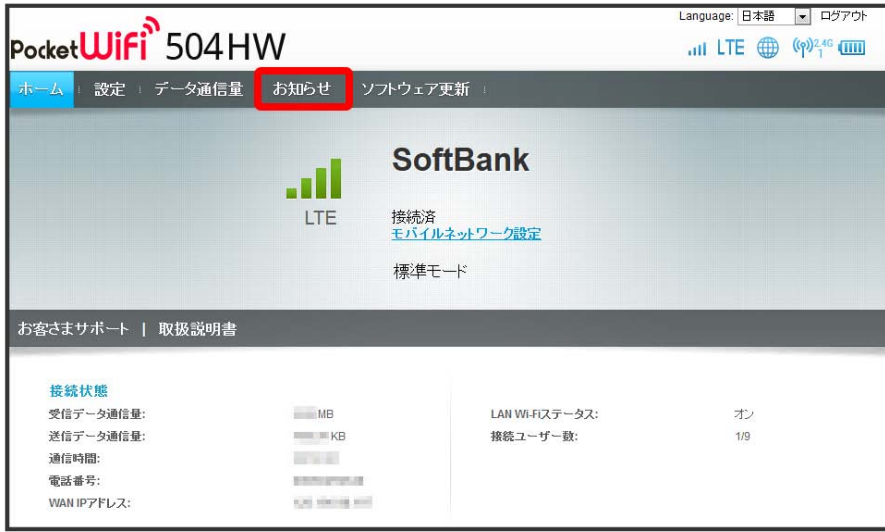 Language: 日本語 ログアウト
PocketWiFi 504HW
LTE 2.4G 1
ホーム 設定 データ通信量 お知らせ ソフトウェア更新
SoftBank
LTE
接続済
モバイルネットワーク設定
標準モード
お客さまサポート | 取扱説明書
接続状態
受信データ通信量: MB LAN Wi-Fiステータス: オン
送信データ通信量: KB 接続ユーザー数: 1/9
通信時間:
電話番号:
WAN IPアドレス: